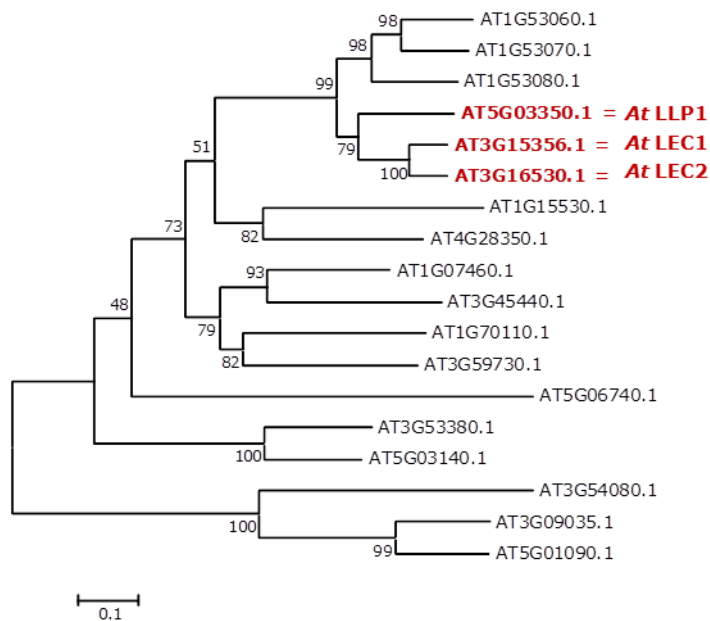 98 AT1G53060.1
98 AT1G53070.1
99 AT1G53080.1
AT5G03350.1 = At LLP1
51 79 AT3G15356.1 = At LEC1
100 AT3G16530.1 = At LEC2
73 AT1G15530.1
82 AT4G28350.1
93 AT1G07460.1
48 AT3G45440.1
79 AT1G70110.1
82 AT3G59730.1
AT5G06740.1
AT3G53380.1
100 AT5G03140.1
AT3G54080.1
100 AT3G09035.1
99 AT5G01090.1
0.1